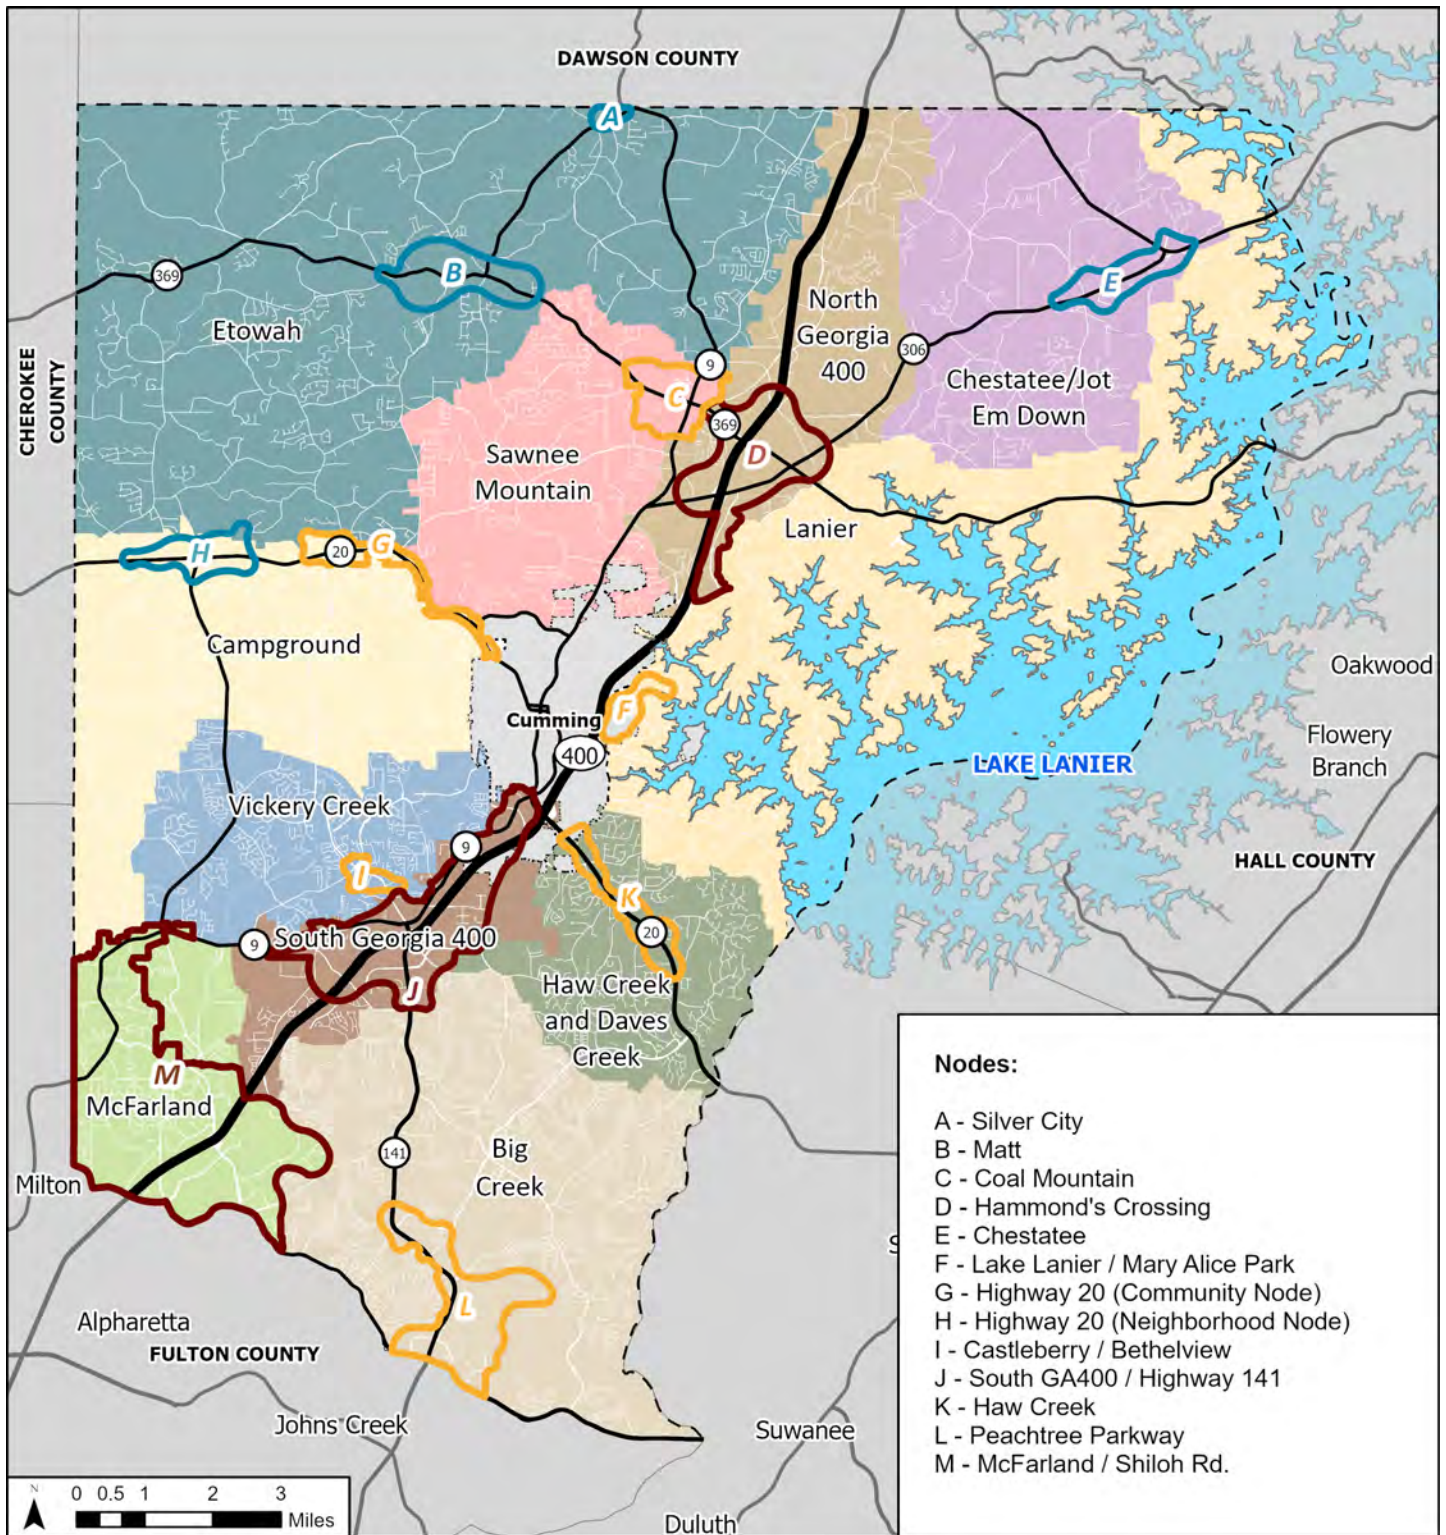 DAWSON COUNTY
A
B
369
Etowah
CHEROKEE
COUNTY
North
Georgia
400
E
306
9
Chestatee/Jot
Em Down
C
369
D
Sawnee
Mountain
Lanier
H
20
G
Campground
Oakwood
F
Cumming
400
Flowery
Branch
LAKE LANIER
Vickery Creek
9
I
HALL COUNTY
K
20
9
South Georgia 400
J
Haw Creek
and Daves
Creek
M
McFarland
141
Big
Creek
Milton
S
L
Alpharetta
FULTON COUNTY
Johns Creek
Suwanee
Duluth
Nodes:
A - Silver City
B - Matt
C - Coal Mountain
D - Hammond's Crossing
E - Chestatee
F - Lake Lanier / Mary Alice Park
G - Highway 20 (Community Node)
H - Highway 20 (Neighborhood Node)
I - Castleberry / Bethelview
J - South GA400 / Highway 141
K - Haw Creek
L - Peachtree Parkway
M - McFarland / Shiloh Rd.
N
0 0.5 1 2 3
Miles